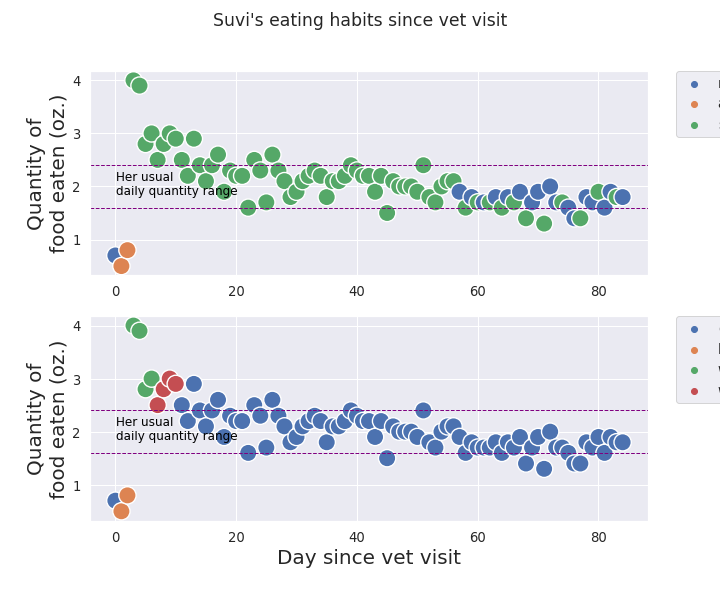 Suvi's eating habits since vet visit
Quantity of
food eaten (oz.)
4
3
2
1
Her usual
daily quantity range
0
20
40
60
80
Quantity of
food eaten (oz.)
4
3
2
1
Her usual
daily quantity range
0
20
40
60
80
Day since vet visit